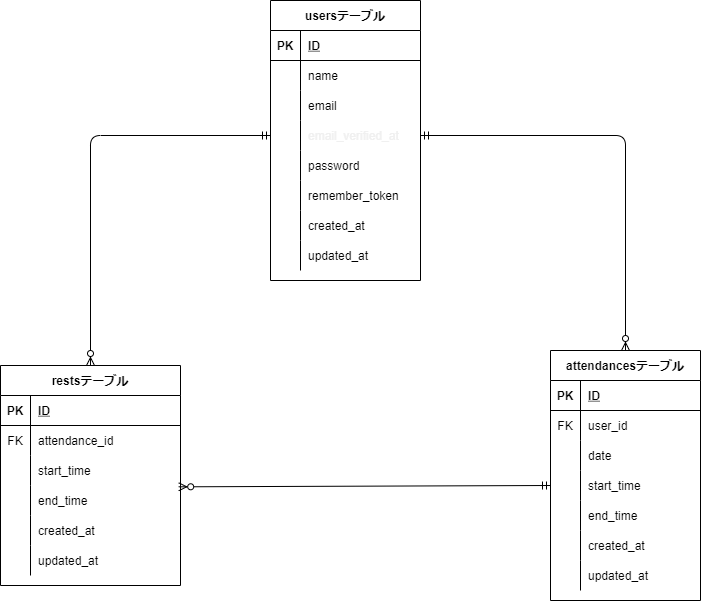 usersテーブル
PK ID
name
email
email_verified_at
password
remember_token
created_at
updated_at
restsテーブル
PK ID
FK attendance_id
start_time
end_time
created_at
updated_at
attendancesテーブル
PK ID
FK user_id
date
start_time
end_time
created_at
updated_at